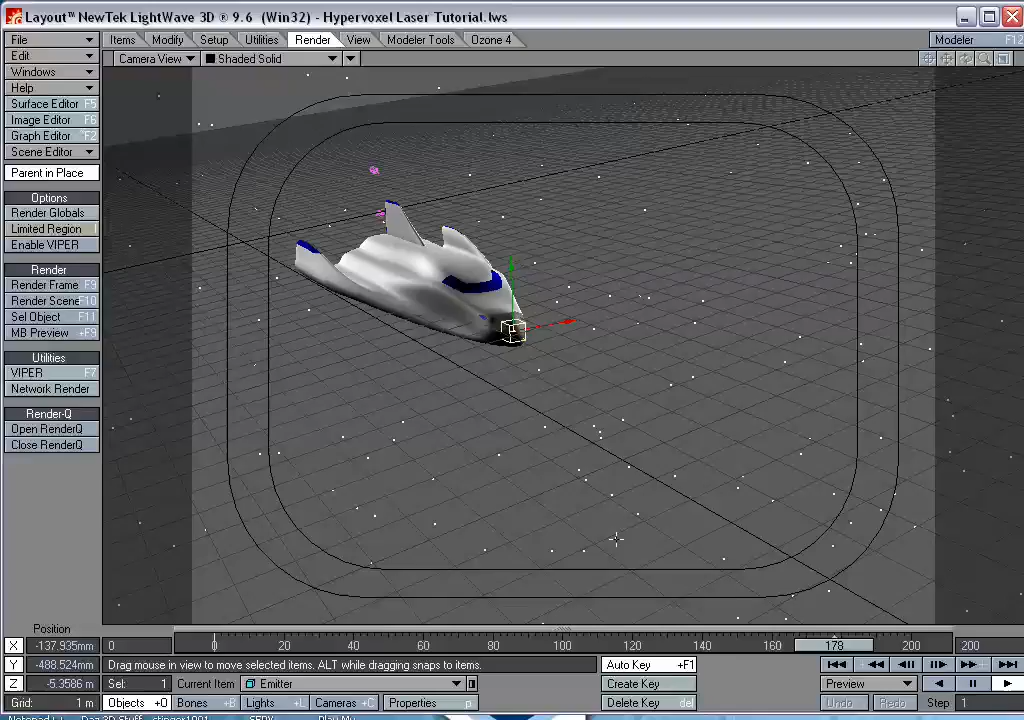 Layout™ NewTek LightWave 3D ® 9.6 (Win32) - Hypervoxel Laser Tutorial.lws
File Items Modify Setup Utilities Render View Modeler Tools Ozone 4 Modeler F12
Edit Camera View Shaded Solid
Windows
Help
Surface Editor F5
Image Editor F6
Graph Editor ^F2
Scene Editor
Parent in Place
Options
Render Globals
Limited Region l
Enable VIPER
Render
Render Frame F9
Render Scene F10
Sel Object F11
MB Preview +F9
Utilities
VIPER F7
Network Render
Render-Q
Open RenderQ
Close RenderQ
Position
X -137.935mm 0 0 20 40 60 80 100 120 140 160 178 200 200
Y -488.524mm Drag mouse in view to move selected items. ALT while dragging snaps to items. Auto Key +F1
Z -5.3586 m Sel: 1 Current Item Emitter Create Key Preview
Grid: 1 m Objects +O Bones +B Lights +L Cameras +C Properties p Delete Key del Undo Redo Step 1